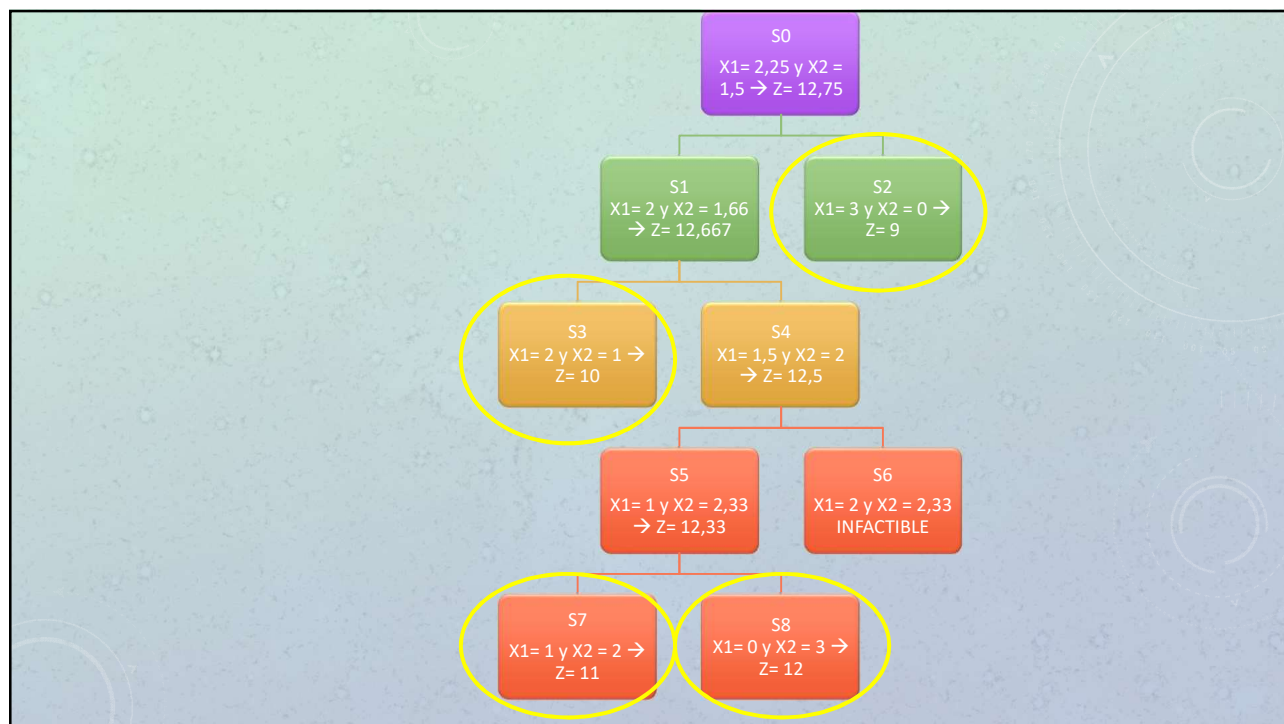 S0
X1= 2,25 y X2 =
1,5 → Z= 12,75
S1
X1= 2 y X2 = 1,66
→ Z= 12,667
S2
X1= 3 y X2 = 0 →
Z= 9
S3
X1= 2 y X2 = 1 →
Z= 10
S4
X1= 1,5 y X2 = 2
→ Z= 12,5
S5
X1= 1 y X2 = 2,33
→ Z= 12,33
S6
X1= 2 y X2 = 2,33
INFACTIBLE
S7
X1= 1 y X2 = 2 →
Z= 11
S8
X1= 0 y X2 = 3 →
Z= 12